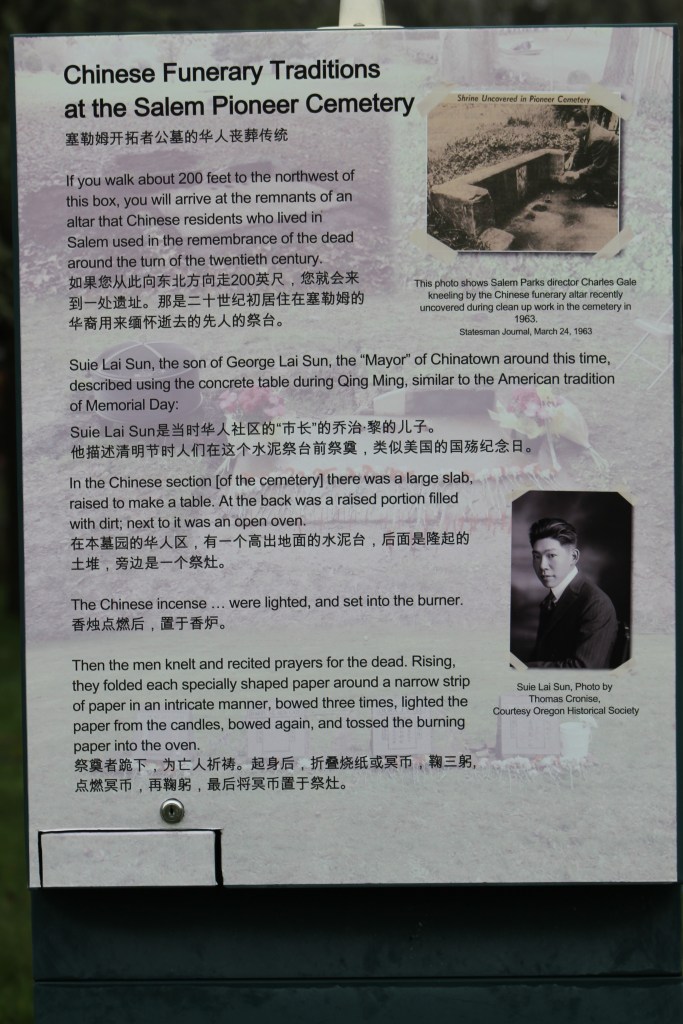 Chinese Funerary Traditions
at the Salem Pioneer Cemetery
塞勒姆开拓者公墓的华人丧葬传统
If you walk about 200 feet to the northwest of
this box, you will arrive at the remnants of an
altar that Chinese residents who lived in
Salem used in the remembrance of the dead
around the turn of the twentieth century.
如果您从此向东北方向走200英尺，您就会来
到一处遗址。那是二十世纪初居住在塞勒姆的
华裔用来缅怀逝去的先人的祭台。
Shrine Uncovered in Pioneer Cemetery
This photo shows Salem Parks director Charles Gale
kneeling by the Chinese funerary altar recently
uncovered during clean up work in the cemetery in
1963.
Statesman Journal, March 24, 1963
Suie Lai Sun, the son of George Lai Sun, the “Mayor” of Chinatown around this time,
described using the concrete table during Qing Ming, similar to the American tradition
of Memorial Day:
Suie Lai Sun是当时华人社区的“市长”的乔治·黎的儿子。
他描述清明节时人们在这个水泥祭台前祭奠，类似美国的国殇纪念日。
In the Chinese section [of the cemetery] there was a large slab,
raised to make a table. At the back was a raised portion filled
with dirt; next to it was an open oven.
在本墓园的华人区，有一个高出地面的水泥台，后面是隆起的
土堆，旁边是一个祭灶。
The Chinese incense … were lighted, and set into the burner.
香烛点燃后，置于香炉。
Then the men knelt and recited prayers for the dead. Rising,
they folded each specially shaped paper around a narrow strip
of paper in an intricate manner, bowed three times, lighted the
paper from the candles, bowed again, and tossed the burning
paper into the oven.
祭奠者跪下，为亡人祈祷。起身后，折叠烧纸或冥币，鞠三躬,
点燃冥币，再鞠躬，最后将冥币置于祭灶。
Suie Lai Sun, Photo by
Thomas Cronise,
Courtesy Oregon Historical Society